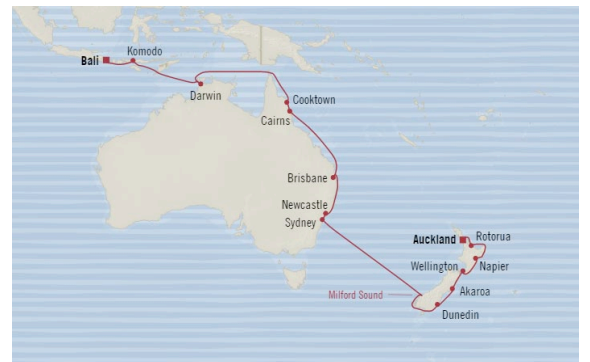 Komodo
Bali
Darwin
Cooktown
Cairns
Brisbane
Newcastle
Sydney
Auckland
Rotorua
Wellington
Napier
Milford Sound
Akaroa
Dunedin